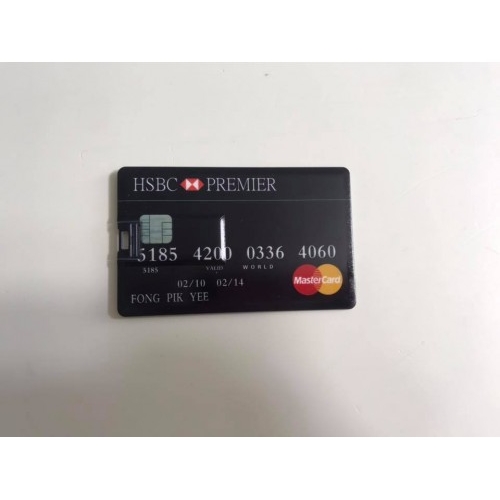 HSBC PREMIER
5185 4200 0336 4060
5185 VALID WORLD
02/10 02/14
MasterCard
FONG PIK YEE